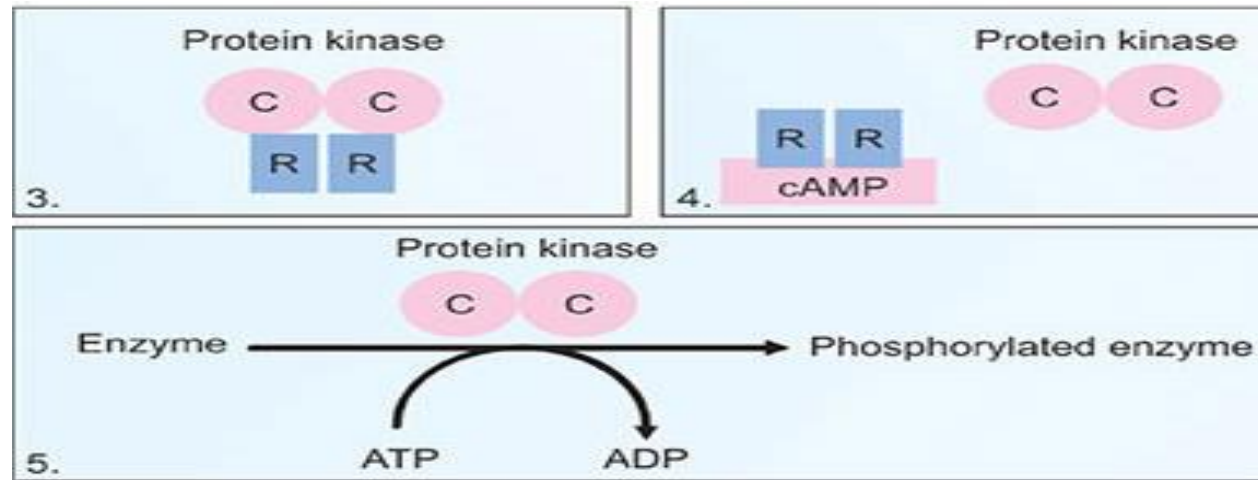 Protein kinase
C C
R R
3.
Protein kinase
C C
R R
cAMP
4.
Protein kinase
C C
Enzyme Phosphorylated enzyme
ATP ADP
5.